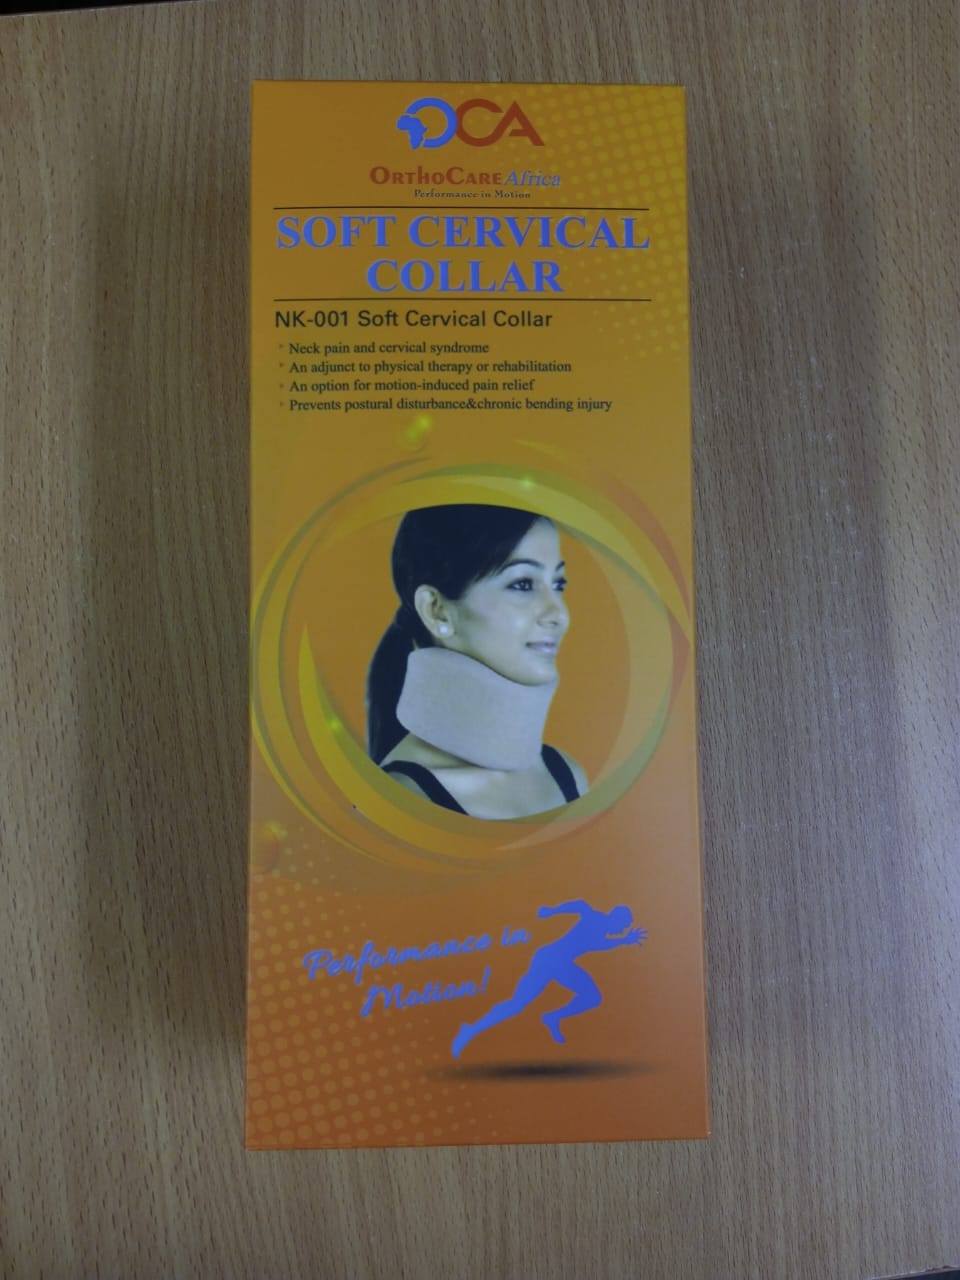 OCA
ORTHOCARE Africa
Performance in Motion
SOFT CERVICAL
COLLAR
NK-001 Soft Cervical Collar
Neck pain and cervical syndrome
An adjunct to physical therapy or rehabilitation
An option for motion-induced pain relief
Prevents postural disturbance&chronic bending injury
Performance in
Motion!